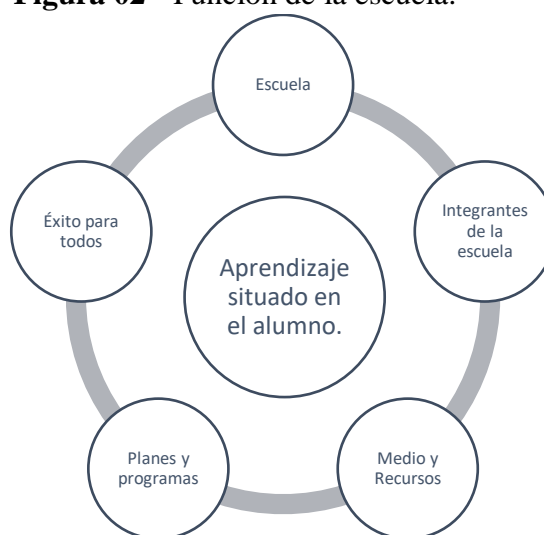 Figura 02 - Función de la escuela.
Escuela
Integrantes
de la
escuela
Éxito para
todos
Aprendizaje
situado en
el alumno.
Planes y
programas
Medio y
Recursos